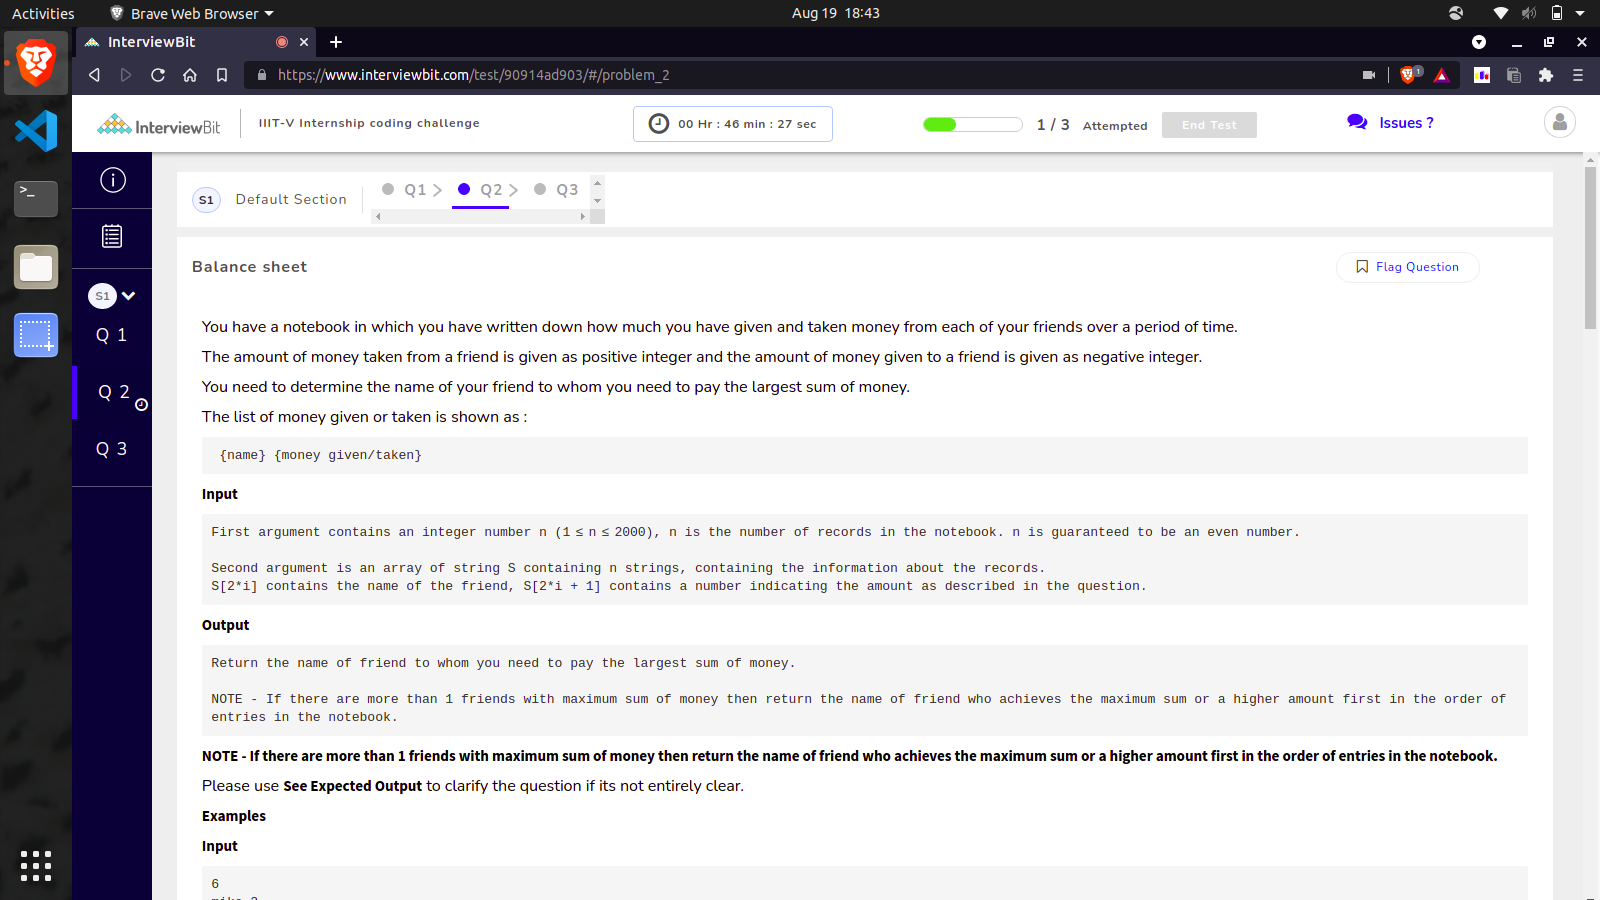 Activities
Brave Web Browser
Aug 19 18:43
InterviewBit
https://www.interviewbit.com/test/90914ad903/#/problem_2
1
InterviewBit
IIIT-V Internship coding challenge
00 Hr : 46 min : 27 sec
1 / 3 Attempted
End Test
Issues ?
S1 Default Section
Q1 Q2 Q3
S1
Q 1
Q 2
Q 3
Balance sheet
Flag Question
You have a notebook in which you have written down how much you have given and taken money from each of your friends over a period of time.
The amount of money taken from a friend is given as positive integer and the amount of money given to a friend is given as negative integer.
You need to determine the name of your friend to whom you need to pay the largest sum of money.
The list of money given or taken is shown as :
{name} {money given/taken}
Input
First argument contains an integer number n (1 ≤ n ≤ 2000), n is the number of records in the notebook. n is guaranteed to be an even number.
Second argument is an array of string S containing n strings, containing the information about the records.
S[2*i] contains the name of the friend, S[2*i + 1] contains a number indicating the amount as described in the question.
Output
Return the name of friend to whom you need to pay the largest sum of money.
NOTE - If there are more than 1 friends with maximum sum of money then return the name of friend who achieves the maximum sum or a higher amount first in the order of
entries in the notebook.
NOTE - If there are more than 1 friends with maximum sum of money then return the name of friend who achieves the maximum sum or a higher amount first in the order of entries in the notebook.
Please use See Expected Output to clarify the question if its not entirely clear.
Examples
Input
6